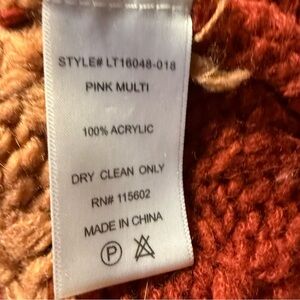 STYLE# LT16048-018
PINK MULTI
100% ACRYLIC
DRY CLEAN ONLY
RN# 115602
MADE IN CHINA
P